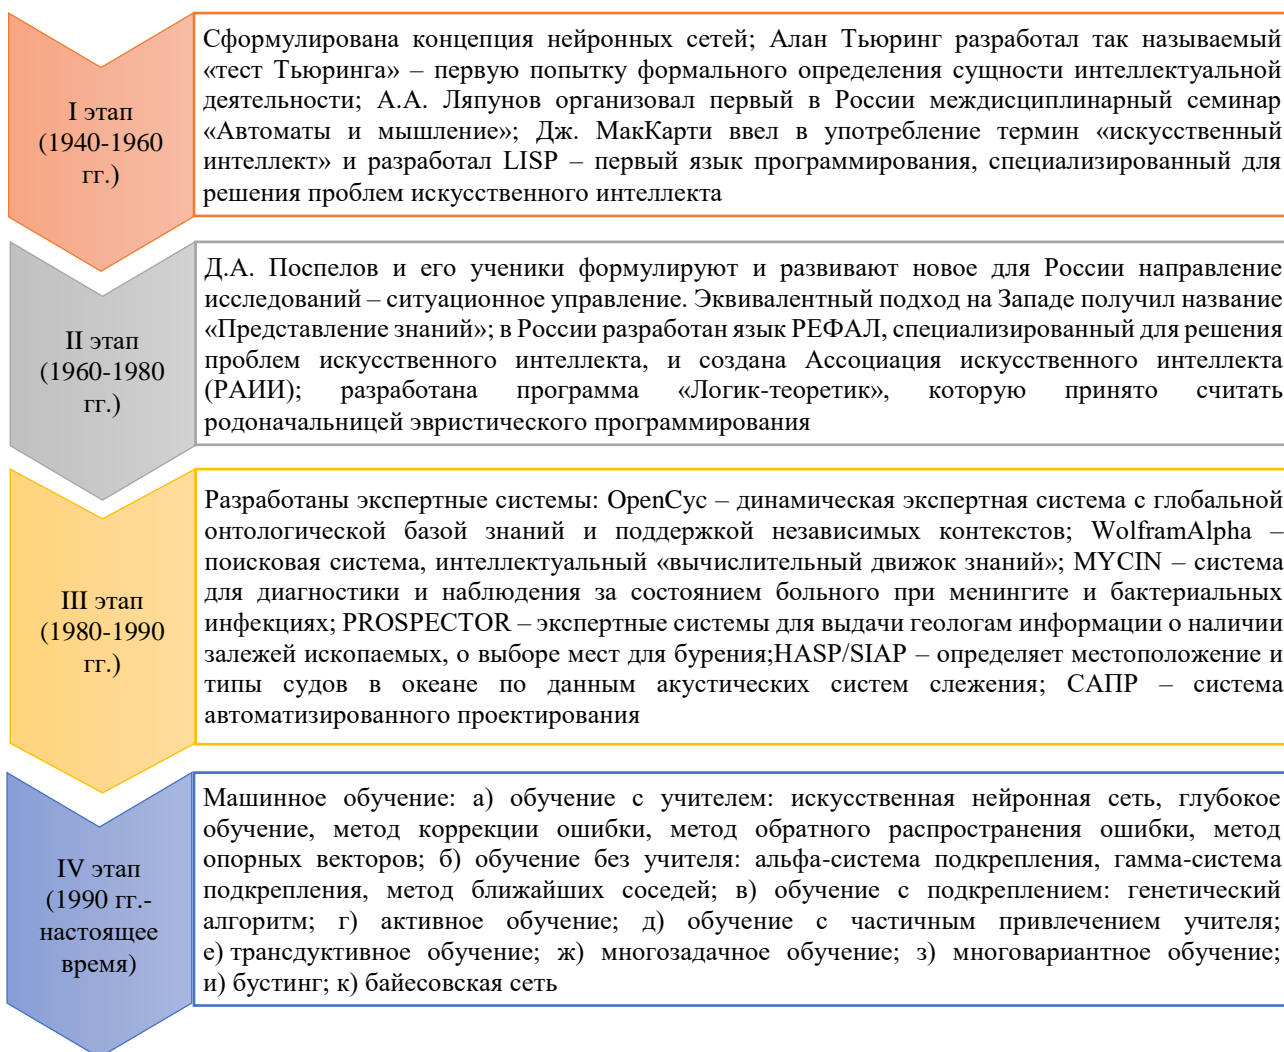 I этап
(1940-1960
гг.)
Сформулирована концепция нейронных сетей; Алан Тьюринг разработал так называемый
«тест Тьюринга» – первую попытку формального определения сущности интеллектуальной
деятельности; А.А. Ляпунов организовал первый в России междисциплинарный семинар
«Автоматы и мышление»; Дж. МакКарти ввел в употребление термин «искусственный
интеллект» и разработал LISP – первый язык программирования, специализированный для
решения проблем искусственного интеллекта
II этап
(1960-1980
гг.)
Д.А. Поспелов и его ученики формулируют и развивают новое для России направление
исследований – ситуационное управление. Эквивалентный подход на Западе получил название
«Представление знаний»; в России разработан язык РЕФАЛ, специализированный для решения
проблем искусственного интеллекта, и создана Ассоциация искусственного интеллекта
(РАИИ); разработана программа «Логик-теоретик», которую принято считать
родоначальницей эвристического программирования
III этап
(1980-1990
гг.)
Разработаны экспертные системы: OpenCyc – динамическая экспертная система с глобальной
онтологической базой знаний и поддержкой независимых контекстов; WolframAlpha –
поисковая система, интеллектуальный «вычислительный движок знаний»; MYCIN – система
для диагностики и наблюдения за состоянием больного при менингите и бактериальных
инфекциях; PROSPECTOR – экспертные системы для выдачи геологам информации о наличии
залежей ископаемых, о выборе мест для бурения;HASP/SIAP – определяет местоположение и
типы судов в океане по данным акустических систем слежения; САПР – система
автоматизированного проектирования
IV этап
(1990 гг.-
настоящее
время)
Машинное обучение: а) обучение с учителем: искусственная нейронная сеть, глубокое
обучение, метод коррекции ошибки, метод обратного распространения ошибки, метод
опорных векторов; б) обучение без учителя: альфа-система подкрепления, гамма-система
подкрепления, метод ближайших соседей; в) обучение с подкреплением: генетический
алгоритм; г) активное обучение; д) обучение с частичным привлечением учителя;
е) трансдуктивное обучение; ж) многозадачное обучение; з) многовариантное обучение;
и) бустинг; к) байесовская сеть